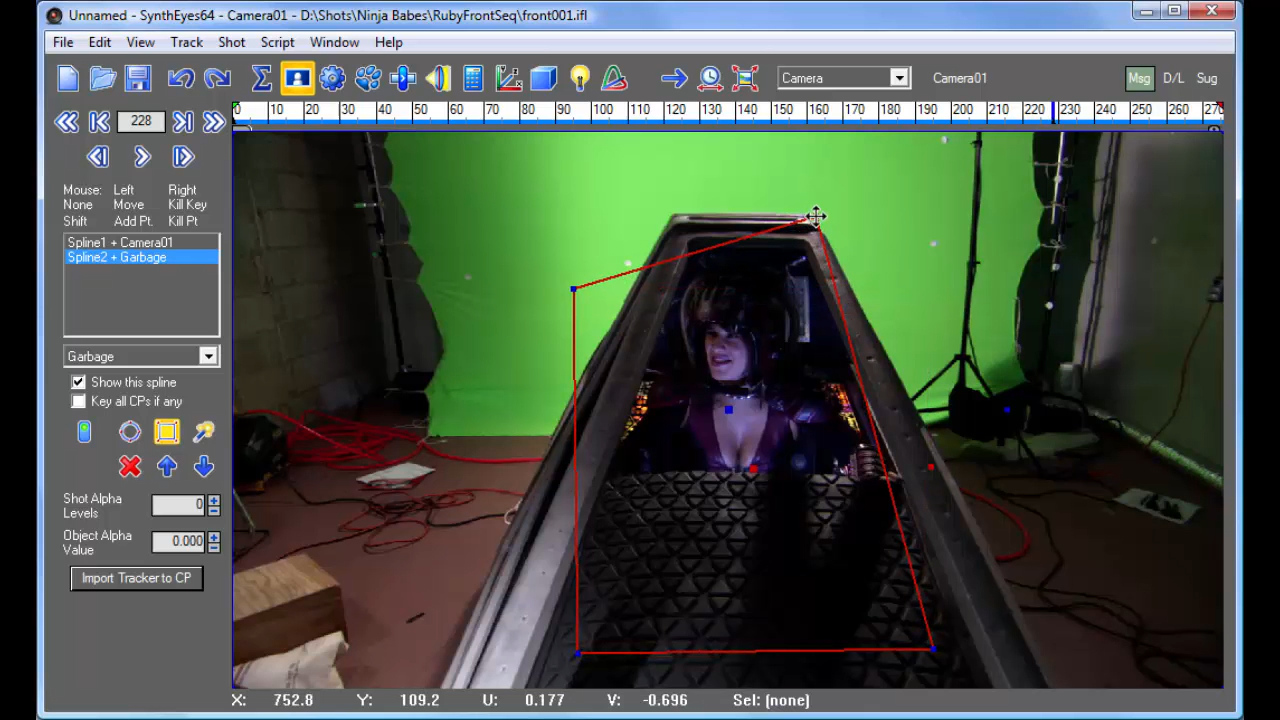 Unnamed - SynthEyes64 - Camera01 - D:\Shots\Ninja Babes\RubyFrontSeq\front001.ifl
File Edit View Track Shot Script Window Help
Camera Camera01 Msg D/L Sug
228
0 10 20 30 40 50 60 70 80 90 100 110 120 130 140 150 160 170 180 190 200 210 220 230 240 250 260 270
Mouse: Left Right
None Move Kill Key
Shift Add Pt. Kill Pt
Spline1 + Camera01
Spline2 + Garbage
Garbage
Show this spline
Key all CPs if any
Shot Alpha
Levels
0
Object Alpha
Value
0.000
Import Tracker to CP
X: 752.8 Y: 109.2 U: 0.177 V: -0.696 Sel: (none)